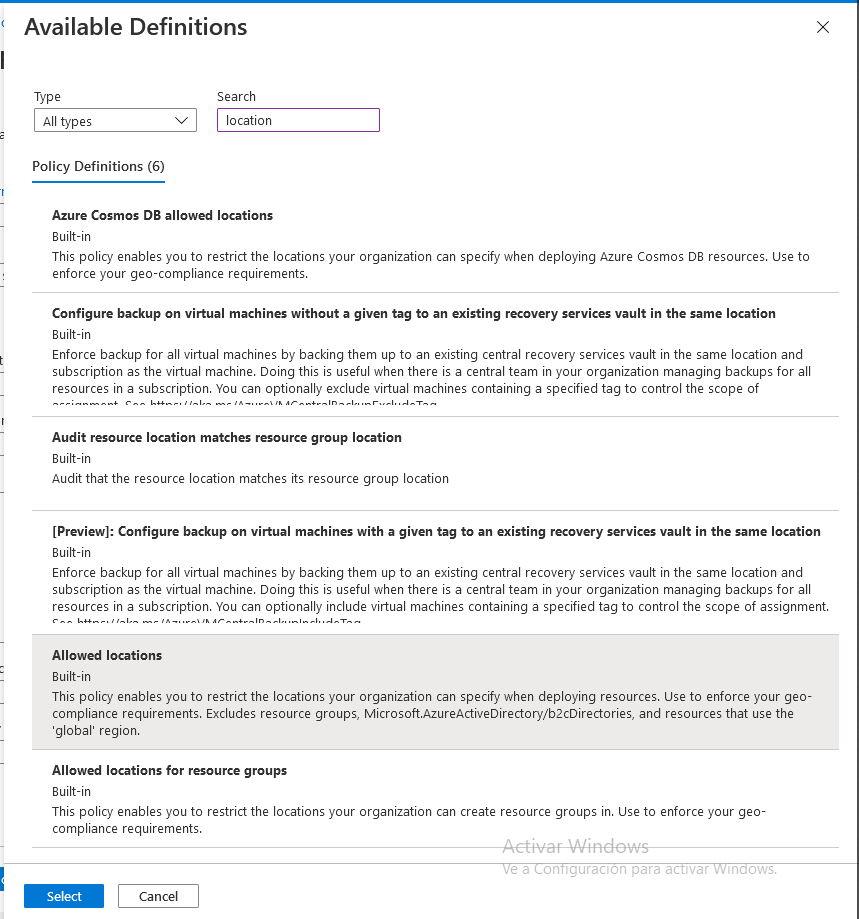 Available Definitions
Type
Search
All types
location
Policy Definitions (6)
Azure Cosmos DB allowed locations
Built-in
This policy enables you to restrict the locations your organization can specify when deploying Azure Cosmos DB resources. Use to
enforce your geo-compliance requirements.
Configure backup on virtual machines without a given tag to an existing recovery services vault in the same location
Built-in
Enforce backup for all virtual machines by backing them up to an existing central recovery services vault in the same location and
subscription as the virtual machine. Doing this is useful when there is a central team in your organization managing backups for all
resources in a subscription. You can optionally exclude virtual machines containing a specified tag to control the scope of
assignment. See https://aka.ms/AzureVMCentralBackupExcludeTag
Audit resource location matches resource group location
Built-in
Audit that the resource location matches its resource group location
[Preview]: Configure backup on virtual machines with a given tag to an existing recovery services vault in the same location
Built-in
Enforce backup for all virtual machines by backing them up to an existing central recovery services vault in the same location and
subscription as the virtual machine. Doing this is useful when there is a central team in your organization managing backups for all
resources in a subscription. You can optionally include virtual machines containing a specified tag to control the scope of assignment.
See https://aka.ms/AzureVMCentralBackupIncludeTag
Allowed locations
Built-in
This policy enables you to restrict the locations your organization can specify when deploying resources. Use to enforce your geo-
compliance requirements. Excludes resource groups, Microsoft.AzureActiveDirectory/b2cDirectories, and resources that use the
'global' region.
Allowed locations for resource groups
Built-in
This policy enables you to restrict the locations your organization can create resource groups in. Use to enforce your geo-
compliance requirements.
Activar Windows
Ve a Configuración para activar Windows.
Select
Cancel